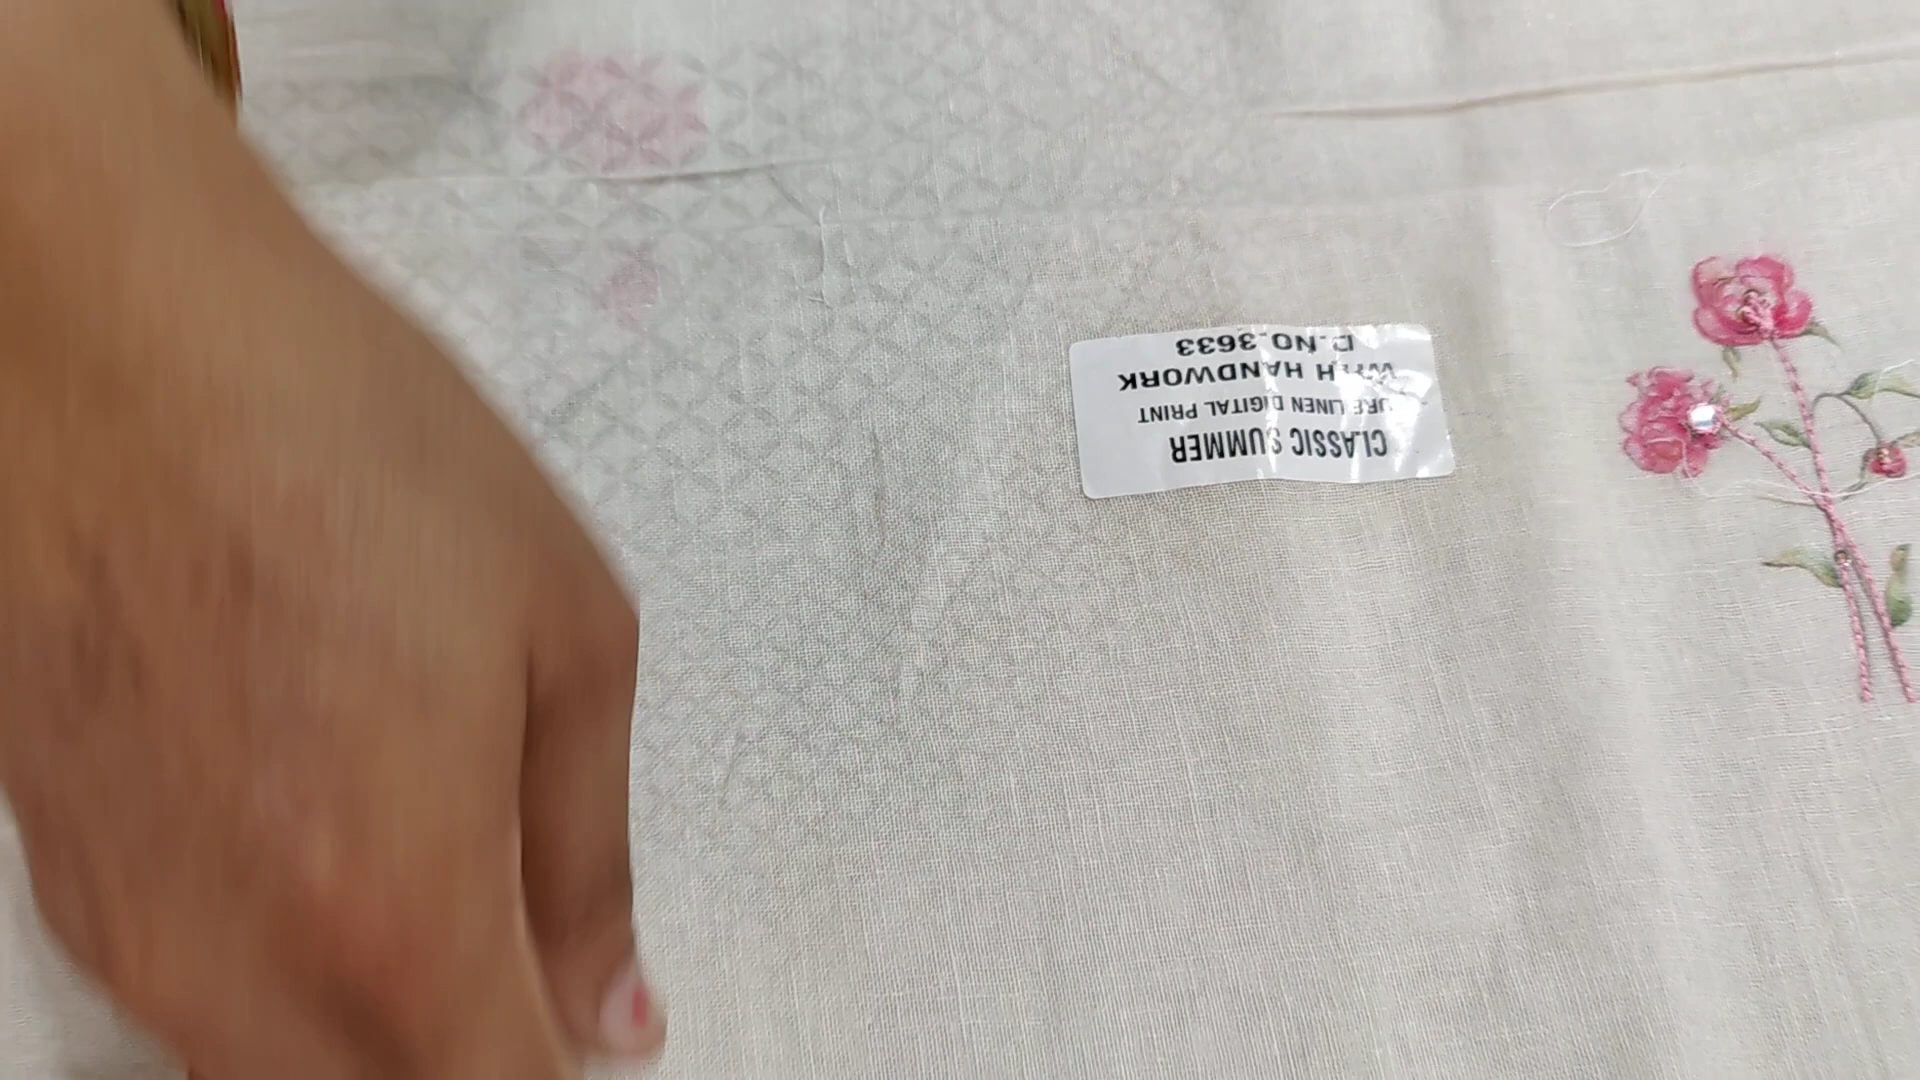 CLASSIC SUMMER
URE LINEN DIGITAL PRINT
WITH HANDWORK
D.NO.3633